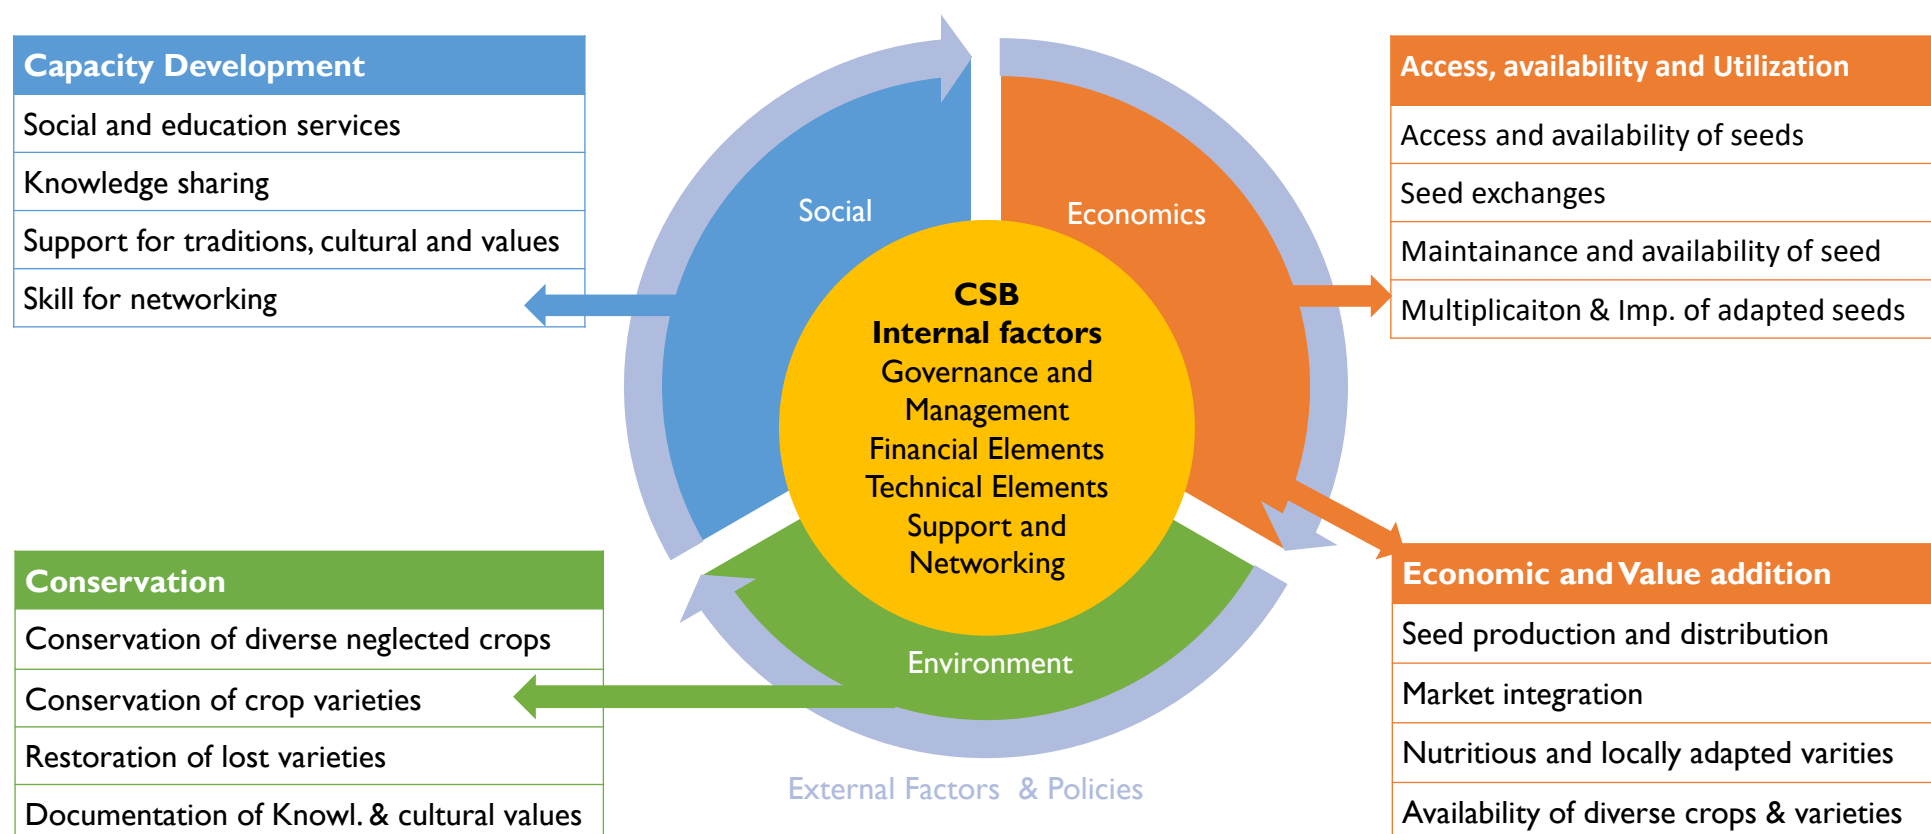 Capacity Development
Social and education services
Knowledge sharing
Support for traditions, cultural and values
Skill for networking
Access, availability and Utilization
Access and availability of seeds
Seed exchanges
Maintainance and availability of seed
Multiplicaiton & Imp. of adapted seeds
Social
Economics
CSB
Internal factors
Governance and
Management
Financial Elements
Technical Elements
Support and
Networking
Environment
External Factors & Policies
Conservation
Conservation of diverse neglected crops
Conservation of crop varieties
Restoration of lost varieties
Documentation of Knowl. & cultural values
Economic and Value addition
Seed production and distribution
Market integration
Nutritious and locally adapted varities
Availability of diverse crops & varieties